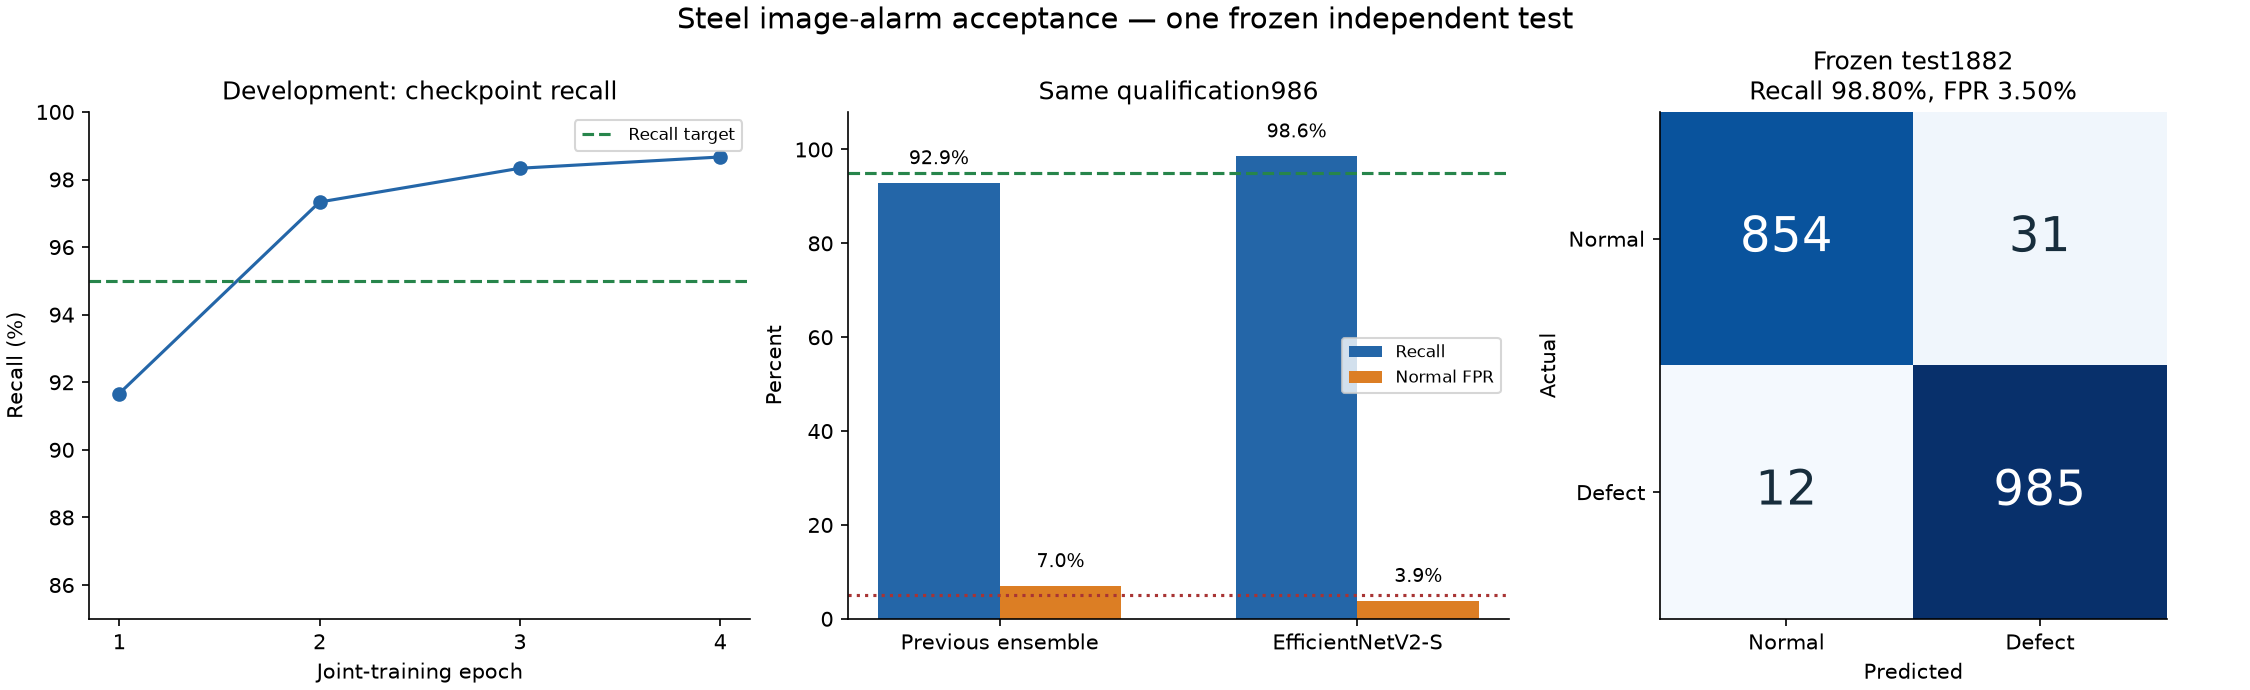 Steel image-alarm acceptance — one frozen independent test
Development: checkpoint recall
Recall (%)
100
98
96
94
92
90
88
86
Recall target
1
2
3
4
Joint-training epoch
Same qualification986
Percent
100
80
60
40
20
0
92.9%
7.0%
98.6%
3.9%
Recall
Normal FPR
Previous ensemble
EfficientNetV2-S
Frozen test1882
Recall 98.80%, FPR 3.50%
Actual
Normal
854
31
Defect
12
985
Normal
Defect
Predicted